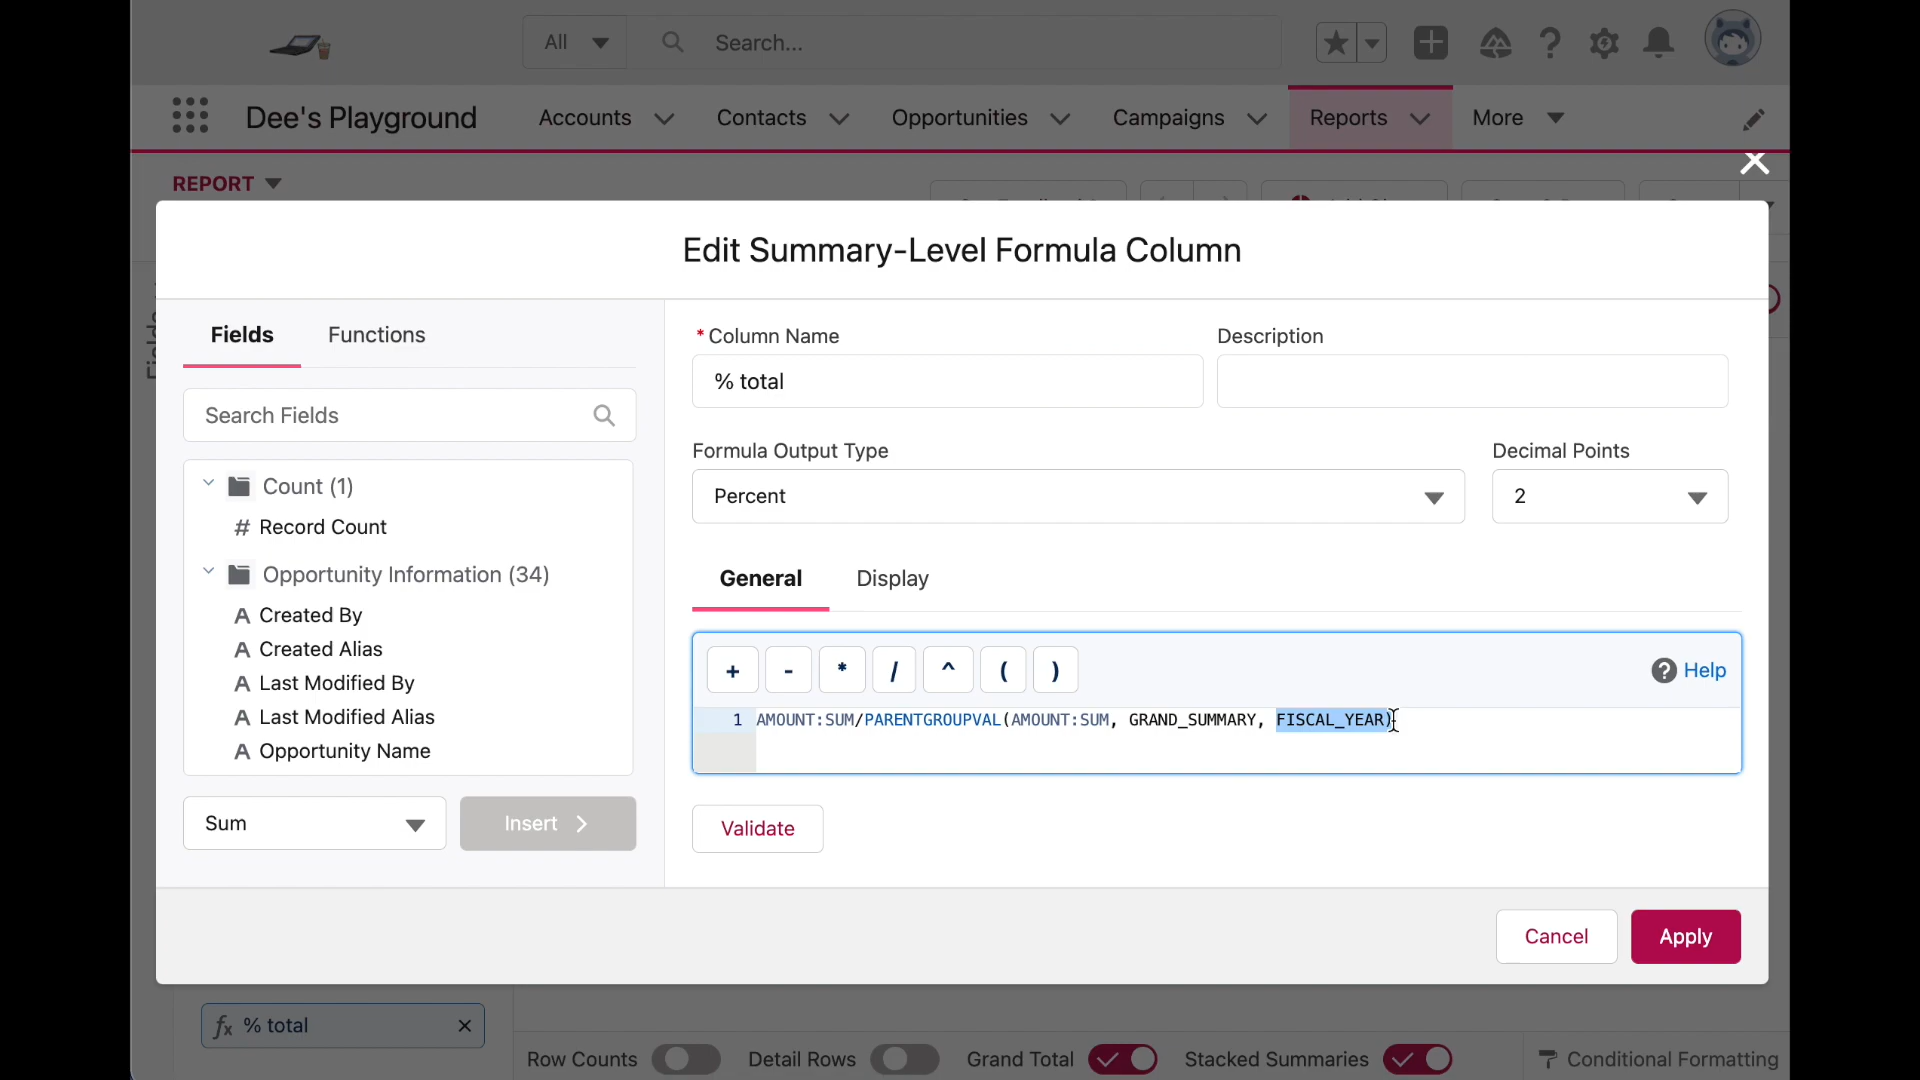 All
Search...
Dee's Playground
Accounts
Contacts
Opportunities
Campaigns
Reports
More
REPORT
Edit Summary-Level Formula Column
Fields
Functions
Search Fields
Count (1)
# Record Count
Opportunity Information (34)
A Created By
A Created Alias
A Last Modified By
A Last Modified Alias
A Opportunity Name
Sum
Insert
* Column Name
% total
Description
Formula Output Type
Percent
Decimal Points
2
General
Display
+ - * / ^ ( )
? Help
1 AMOUNT:SUM/PARENTGROUPVAL(AMOUNT:SUM, GRAND_SUMMARY, FISCAL_YEAR)
Validate
Cancel
Apply
fx % total
Row Counts
Detail Rows
Grand Total
Stacked Summaries
Conditional Formatting